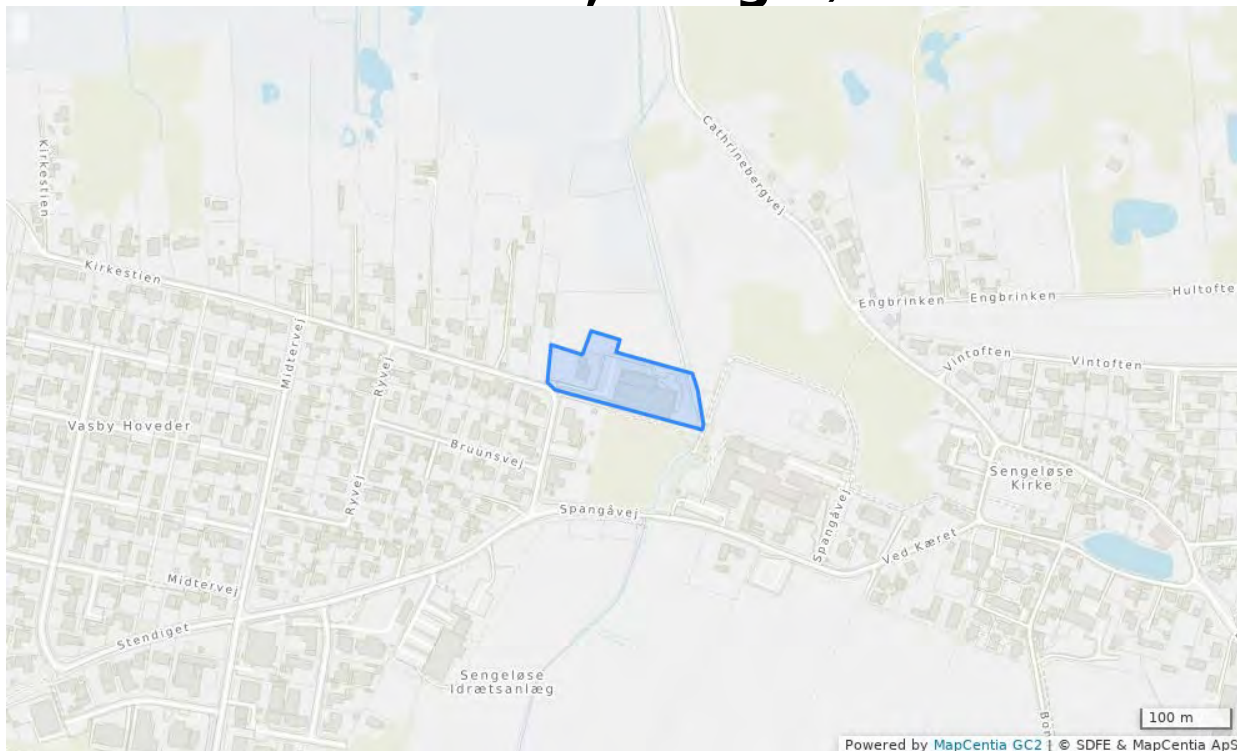 Kirkestien
Cathrinebergvej
Kirkestien
Engbrinken Engbrinken Hultofte
Midtervej
Ryvej
Vintoften
Vintoften
Vasby Hoveder
Bruunsvej
Sengeløse
Kirke
Ryvej
Spangåvej
Spangåvej
Ved Kæret
Midtervej
Stendiget
Sengeløse
Idrætsanlæg
100 m
Powered by MapCentia GC2 | © SDFE & MapCentia ApS